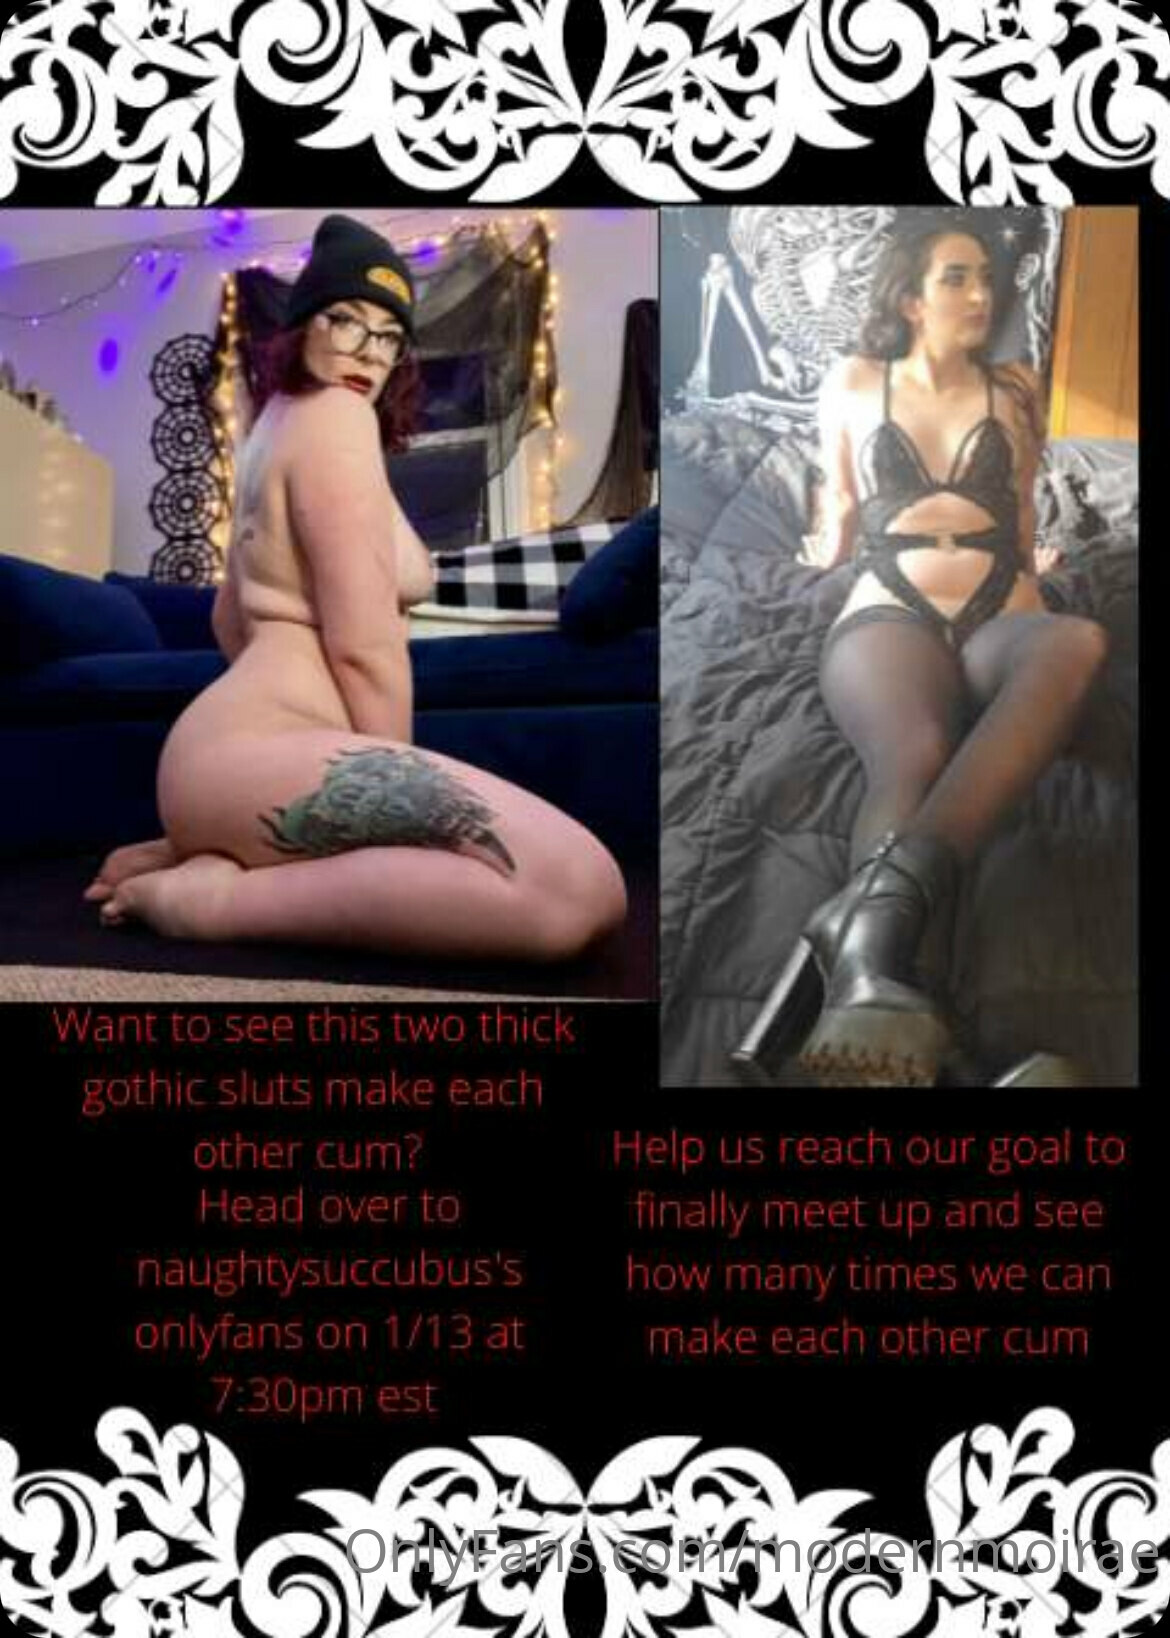 Want to see this two thick
gothic sluts make each
other cum?
Head over to
naughtysuccubus's
onlyfans on 1/13 at
7:30pm est
Help us reach our goal to
finally meet up and see
how many times we can
make each other cum
OnlyFans.com/modernmoirae